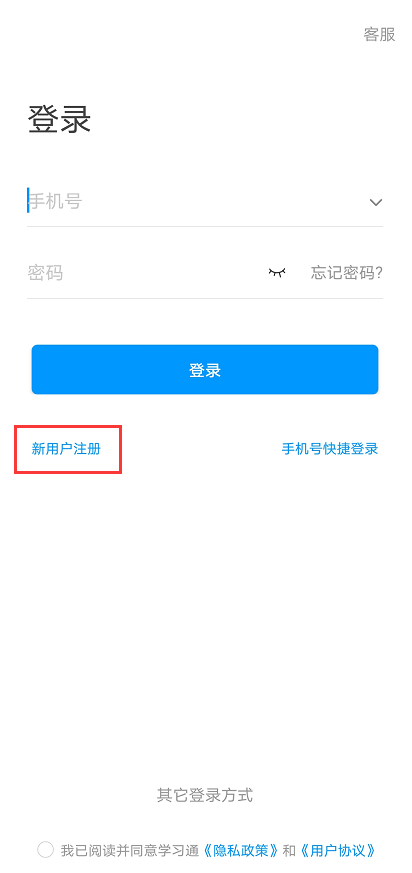 客服
登录
手机号
密码 忘记密码?
登录
新用户注册 手机号快捷登录
其它登录方式
我已阅读并同意学习通《隐私政策》和《用户协议》